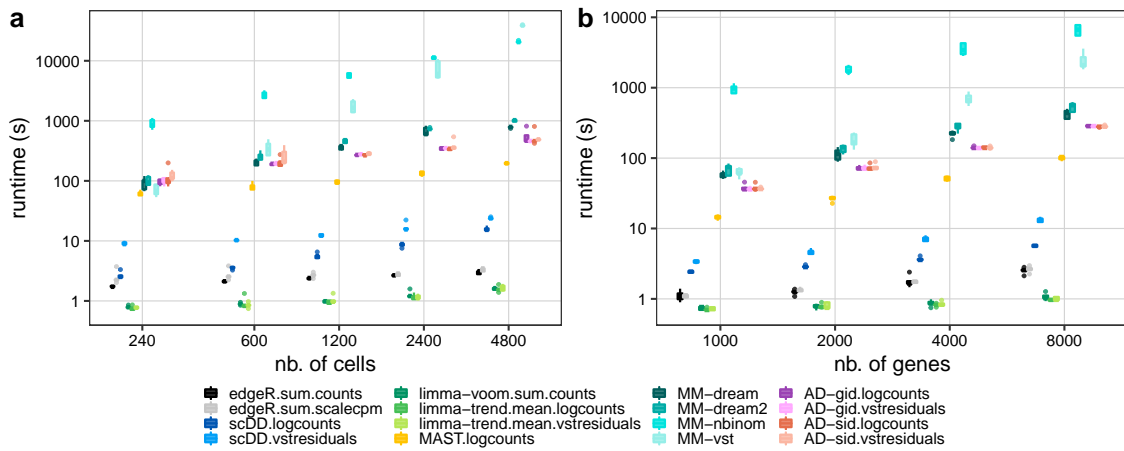 a
b
runtime (s)
10000
1000
100
10
1
240
600
1200
2400
4800
nb. of cells
runtime (s)
10000
1000
100
10
1
1000
2000
4000
8000
nb. of genes
edgeR.sum.counts
edgeR.sum.scalecpm
scDD.logcounts
scDD.vstresiduals
limma-voom.sum.counts
limma-trend.mean.logcounts
limma-trend.mean.vstresiduals
MAST.logcounts
MM-dream
MM-dream2
MM-nbinom
MM-vst
AD-gid.logcounts
AD-gid.vstresiduals
AD-sid.logcounts
AD-sid.vstresiduals